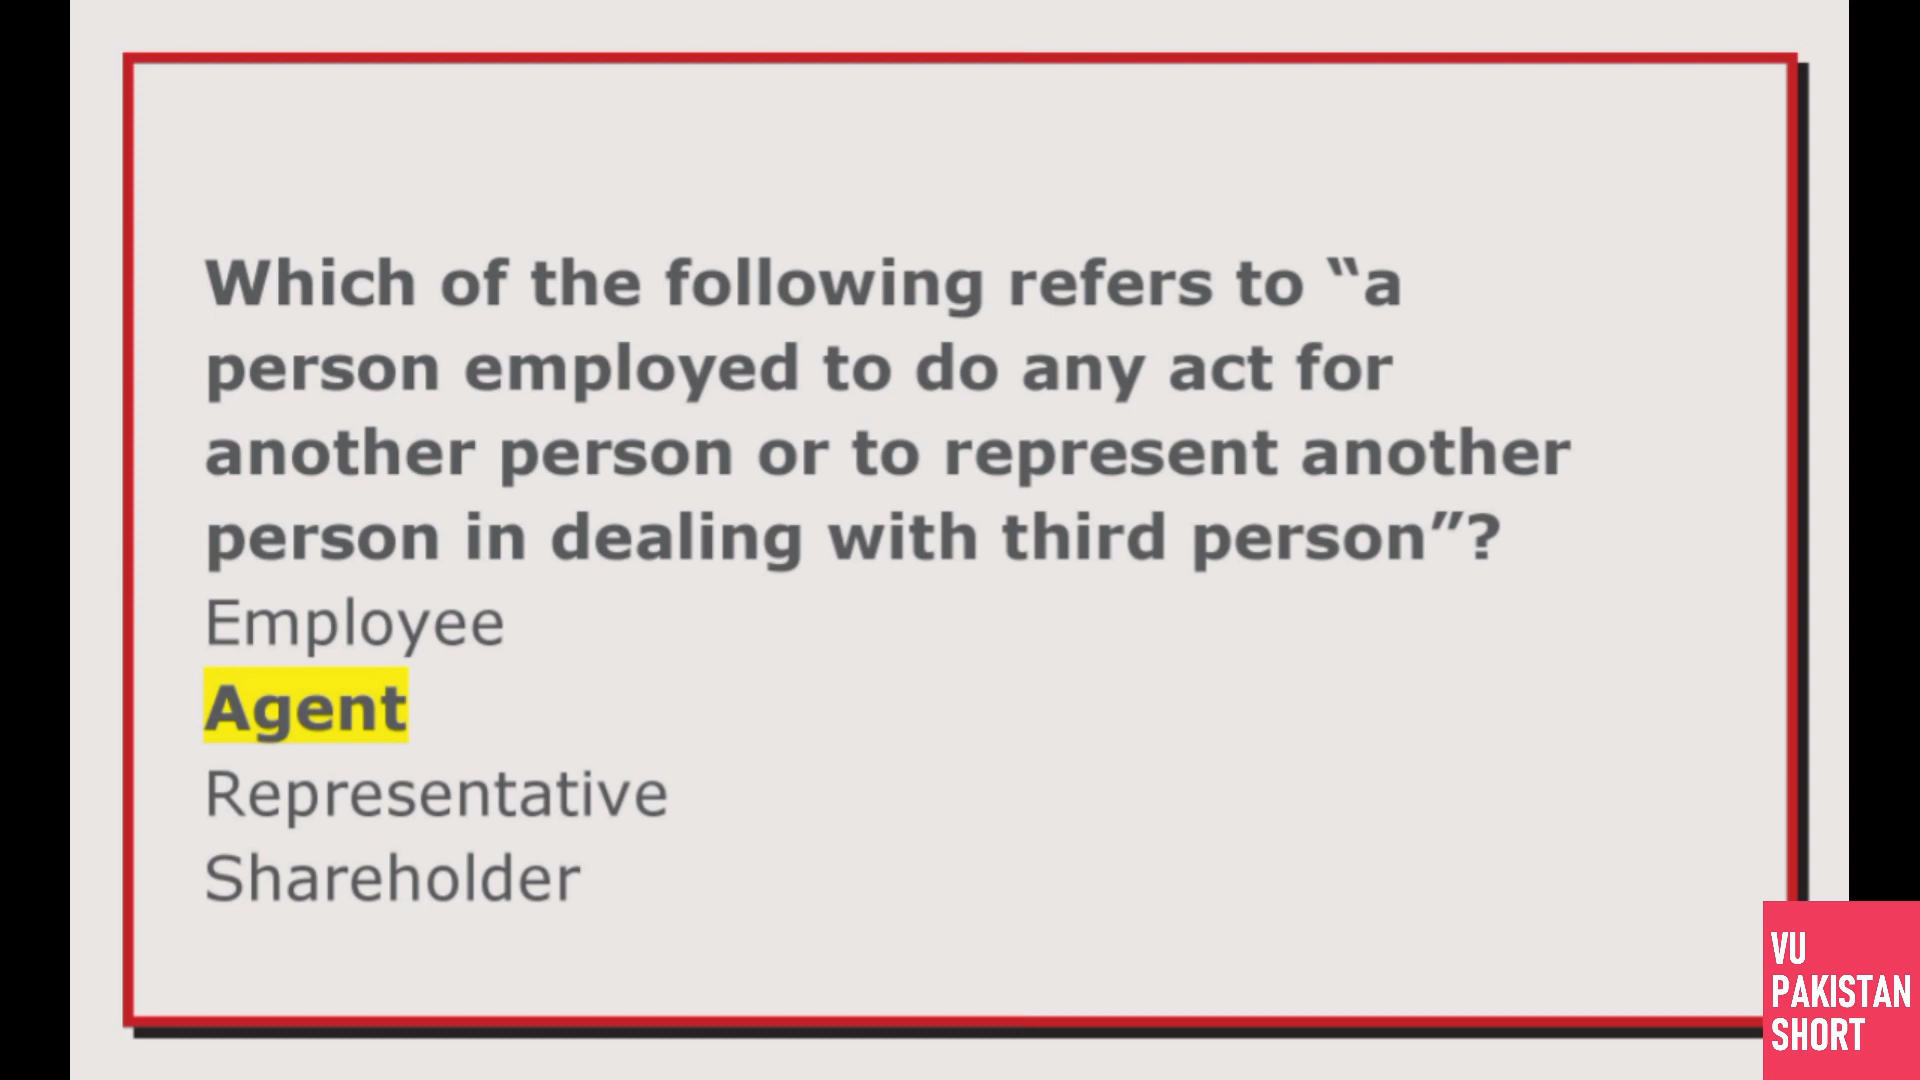 Which of the following refers to “a
person employed to do any act for
another person or to represent another
person in dealing with third person”?
Employee
Agent
Representative
Shareholder
VU
PAKISTAN
SHORT